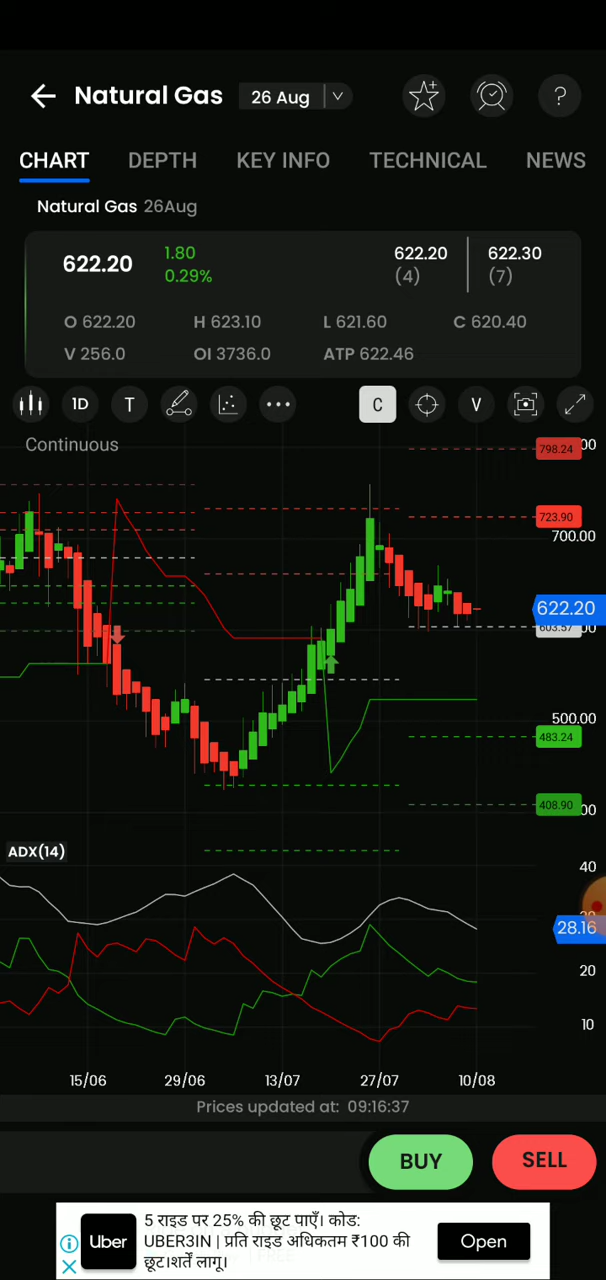 Natural Gas 26 Aug
CHART DEPTH KEY INFO TECHNICAL NEWS
Natural Gas 26Aug
622.20 1.80 0.29% 622.20 (4) 622.30 (7)
O 622.20 H 623.10 L 621.60 C 620.40
V 256.0 OI 3736.0 ATP 622.46
1D T C V
Continuous
798.24
723.90
700.00
622.20
500.00
483.24
408.90
ADX(14)
40
28.16
20
10
15/06 29/06 13/07 27/07 10/08
Prices updated at: 09:16:37
BUY SELL
Uber
5 राइड पर 25% की छूट पाएँ। कोड:
UBER3IN | प्रति राइड अधिकतम ₹100 की
छूट।शर्तें लागू।
Open